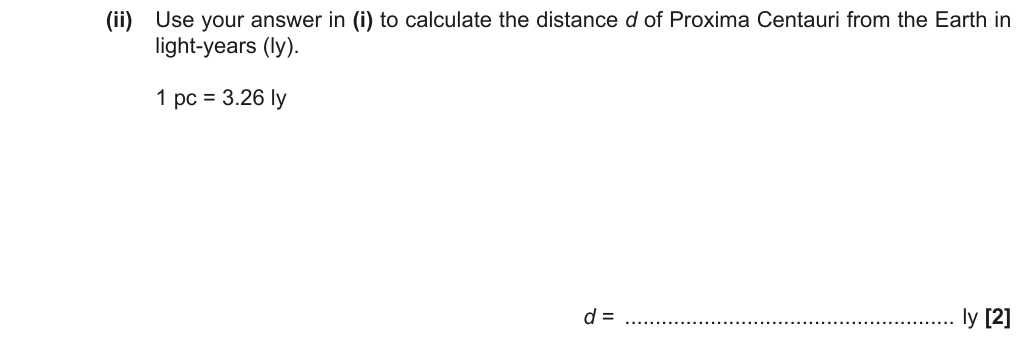 (ii) Use your answer in (i) to calculate the distance d of Proxima Centauri from the Earth in
light-years (ly).
1 pc = 3.26 ly
d = ...................................................... ly [2]